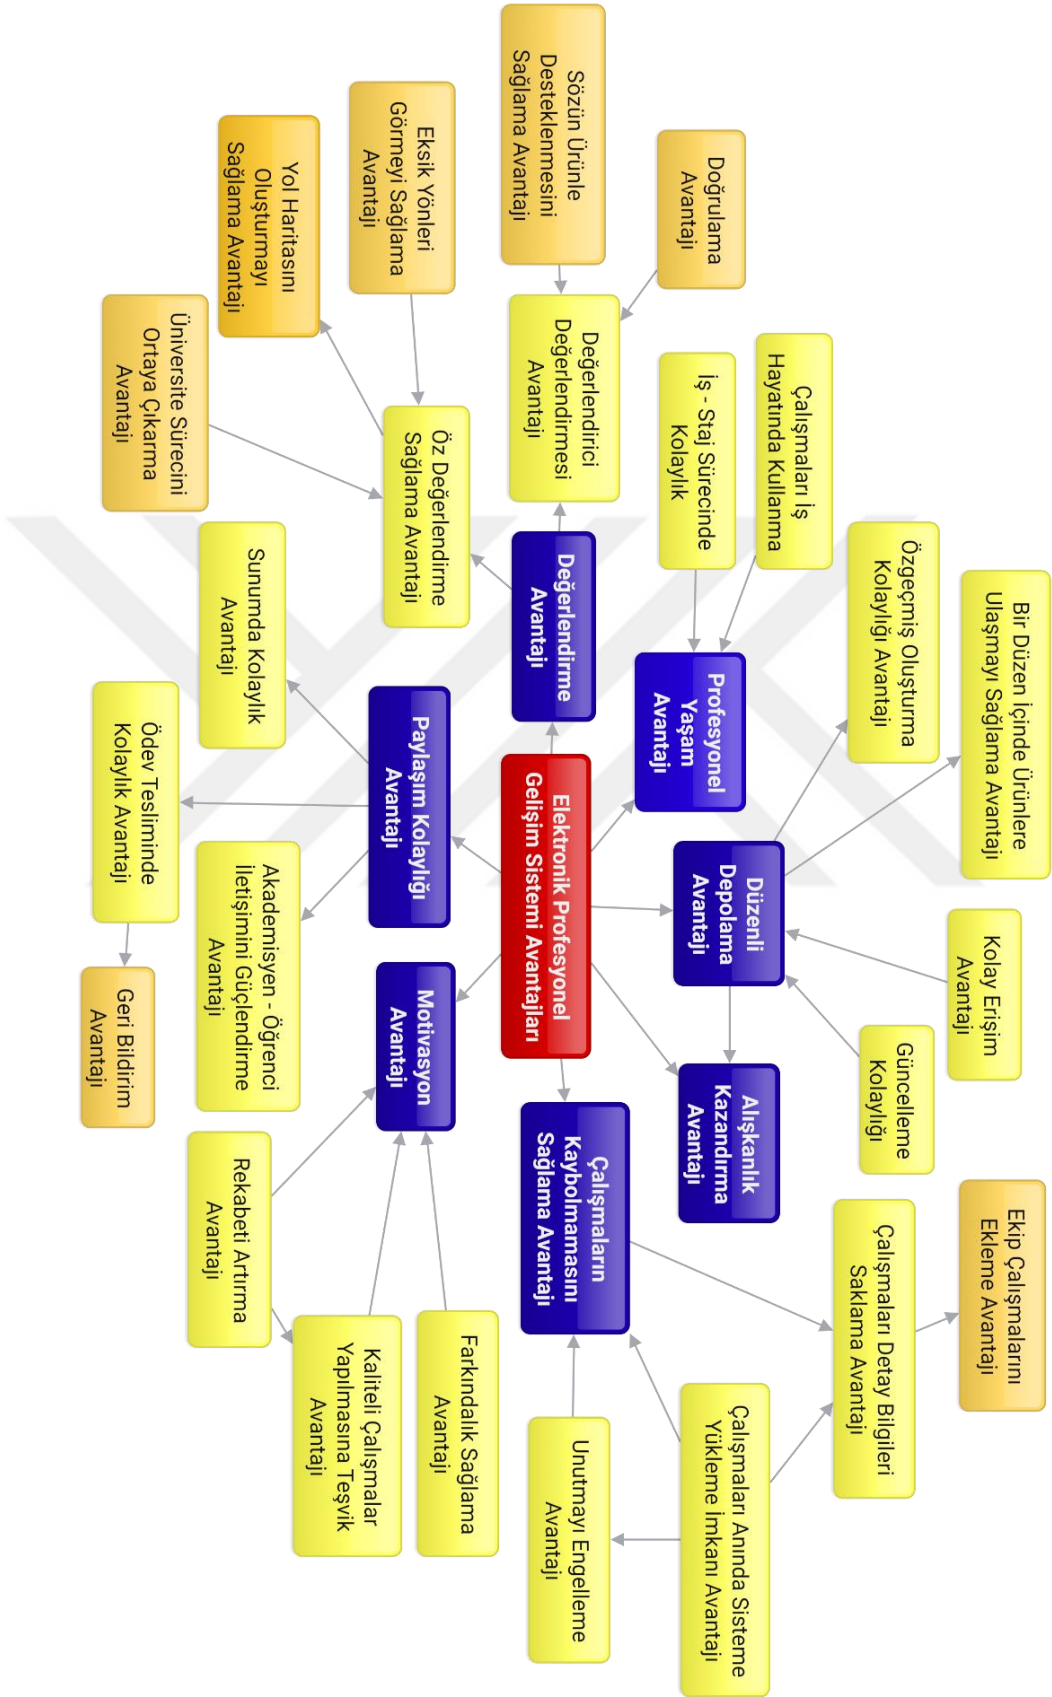 Bir Düzen İçinde Ürünlere
Ulaşmayı Sağlama Avantajı
Kolay Erişim
Avantajı
Ekip Çalışmalarını
Ekleme Avantajı
Özgeçmiş Oluşturma
Kolaylığı Avantajı
Güncelleme
Kolaylığı
Çalışmaları Detay Bilgileri
Saklama Avantajı
Çalışmaları İş
Hayatında Kullanma
Doğrulama
Avantajı
İş - Staj Sürecinde
Kolaylık
Profesyonel
Yaşam
Avantajı
Düzenli
Depolama
Avantajı
Alışkanlık
Kazandırma
Avantajı
Çalışmaları Anında Sisteme
Yükleme İmkanı Avantajı
Sözün Ürünle
Desteklenmesini
Sağlama Avantajı
Değerlendirici
Değerlendirmesi
Avantajı
Değerlendirme
Avantajı
Elektronik Profesyonel
Gelişim Sistemi Avantajları
Çalışmaların
Kaybolmamasını
Sağlama Avantajı
Unutmayı Engelleme
Avantajı
Eksik Yönleri
Görmeyi Sağlama
Avantajı
Öz Değerlendirme
Sağlama Avantajı
Paylaşım Kolaylığı
Avantajı
Motivasyon
Avantajı
Farkındalık Sağlama
Avantajı
Yol Haritasını
Oluşturmayı
Sağlama Avantajı
Sunumda Kolaylık
Avantajı
Akademisyen - Öğrenci
İletişimini Güçlendirme
Avantajı
Rekabeti Artırma
Avantajı
Kaliteli Çalışmalar
Yapılmasına Teşvik
Avantajı
Üniversite Sürecini
Ortaya Çıkarma
Avantajı
Ödev Tesliminde
Kolaylık Avantajı
Geri Bildirim
Avantajı